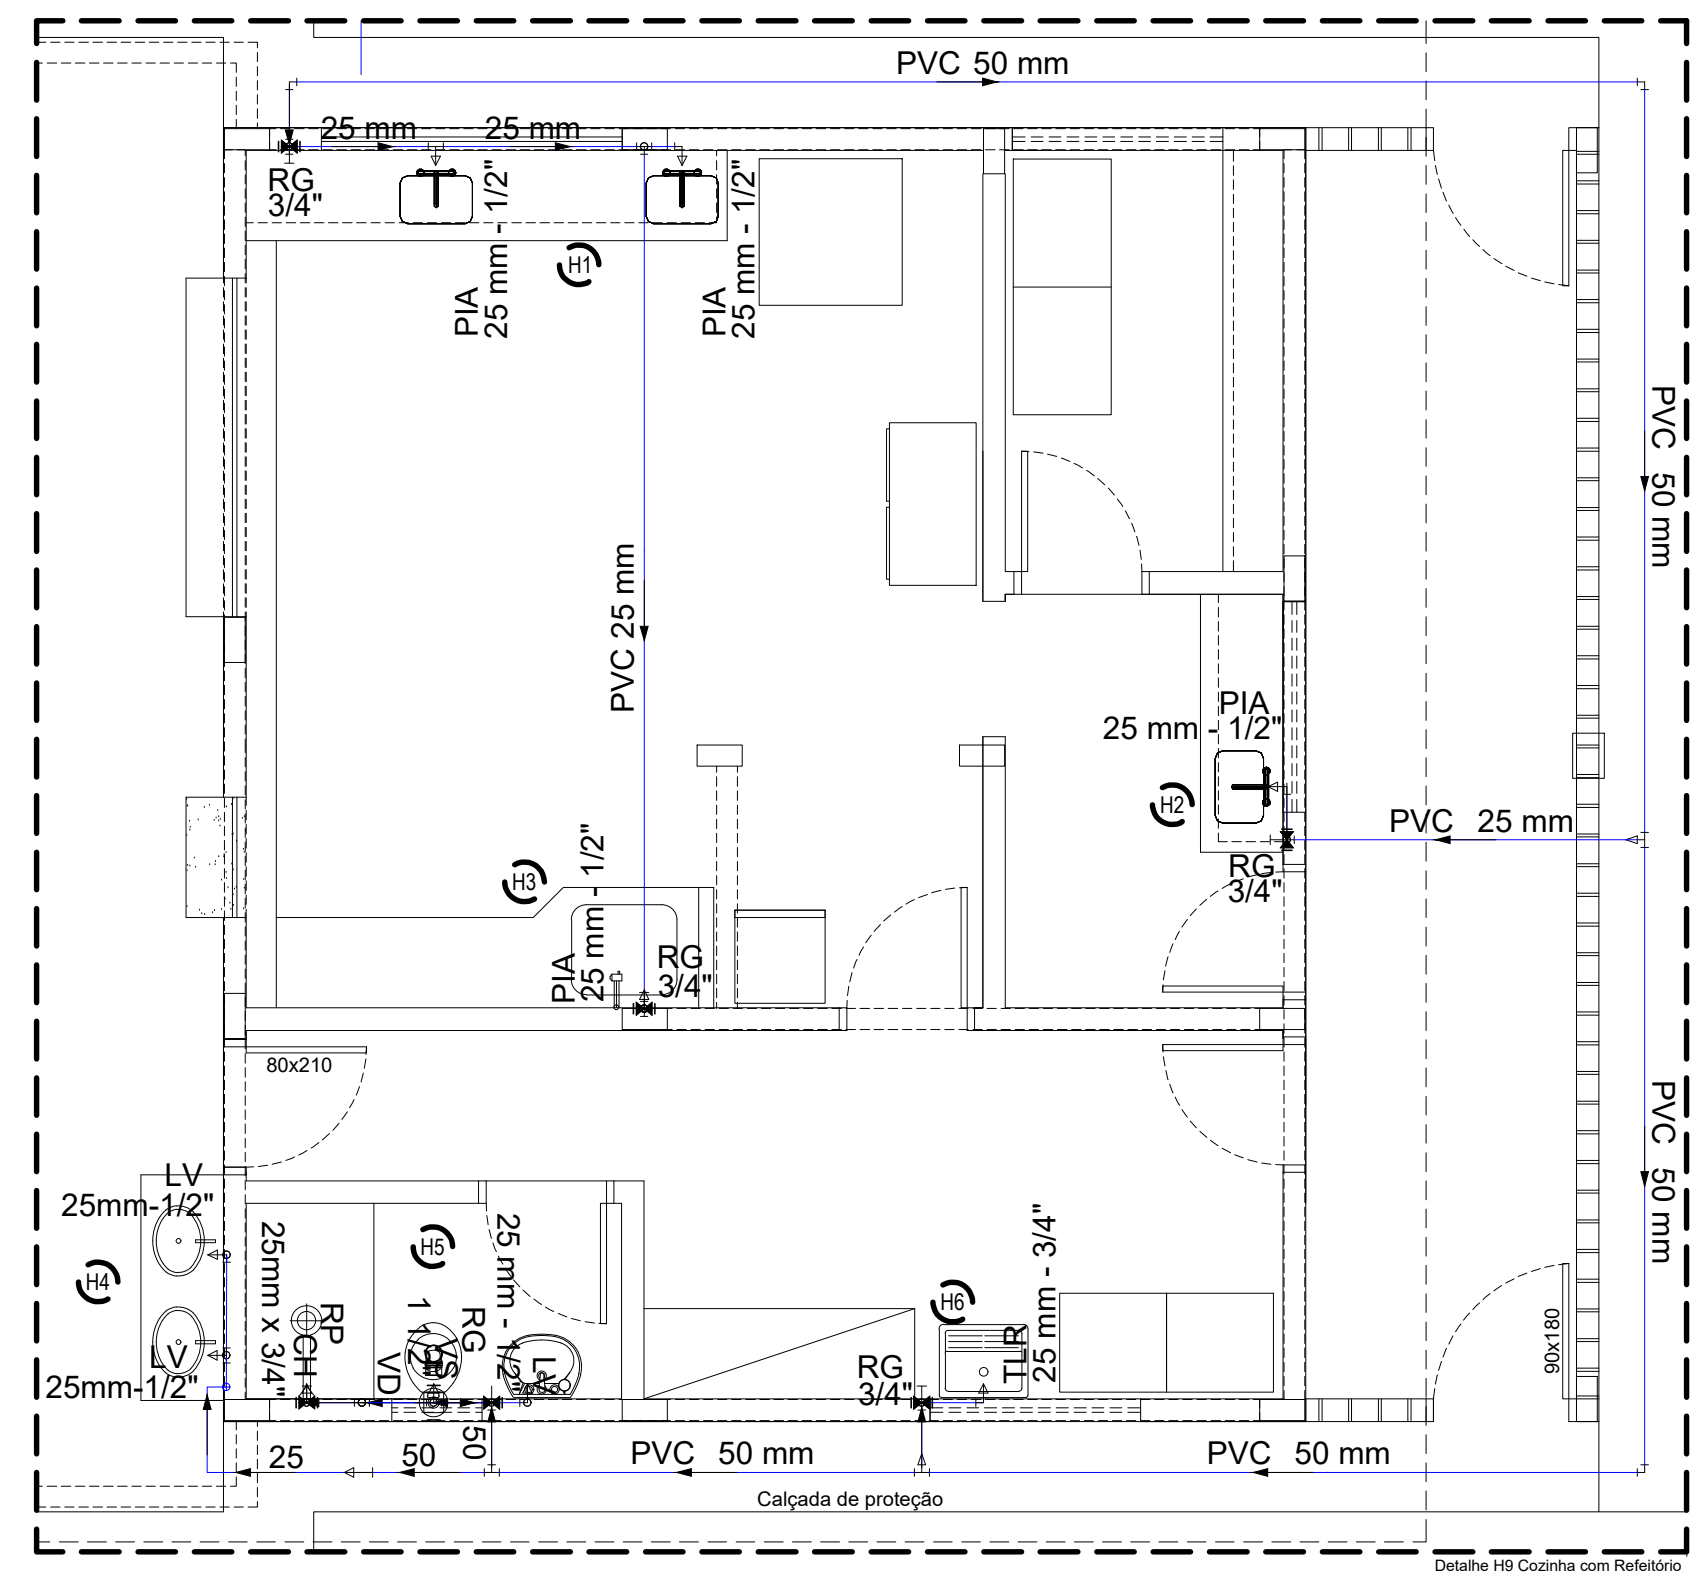 PVC 50 mm
25 mm
25 mm
RG
3/4"
PIA
25 mm - 1/2"
PIA
25 mm - 1/2"
H1
PVC 50 mm
PVC 25 mm
PIA
25 mm - 1/2"
H2
PVC 25 mm
RG
3/4"
H3
PIA
25 mm - 1/2"
RG
3/4"
80x210
PVC 50 mm
LV
25mm-1/2"
H4
LV
25mm-1/2"
25mm x 3/4"
RP
CH
VD
H5
1 1/2"
RG
VS
25 mm - 1/2"
LV
H6
TLR
25 mm - 3/4"
RG
3/4"
90x180
25
50
50
PVC 50 mm
PVC 50 mm
Calçada de proteção
Detalhe H9 Cozinha com Refeitório